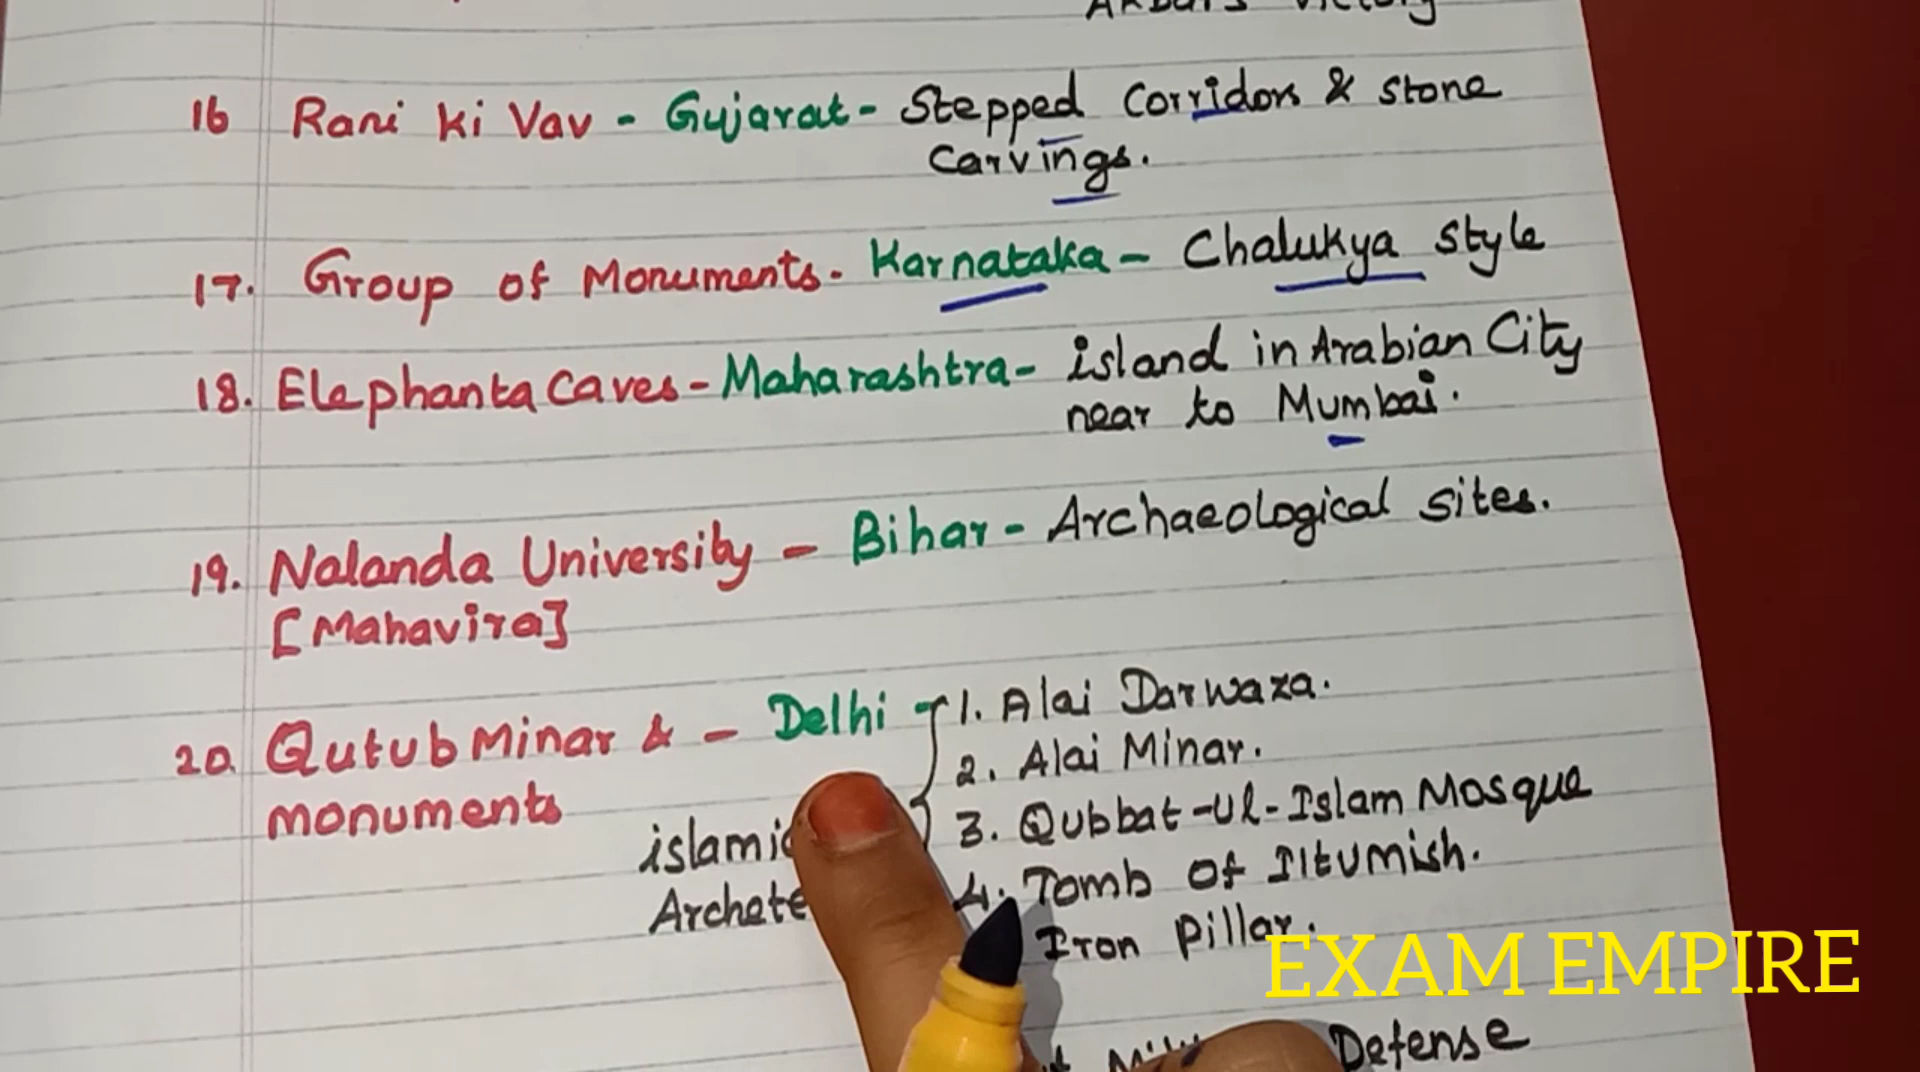 Akbar's Victory
16 Rani Ki Vav - Gujarat - Stepped Corridors & stone
Carvings.
17. Group of Monuments - Karnataka - Chalukya style
18. Elephanta Caves - Maharashtra - island in Arabian City
near to Mumbai.
19. Nalanda University - Bihar - Archaeological sites.
[Mahavira]
20. Qutub Minar & - Delhi - 1. Alai Darwaza.
monuments
2. Alai Minar.
islamic
3. Qubbat-Ul-Islam Mosque
4. Tomb of Iltumish.
Iron Pillar.
EXAM EMPIRE
Defense